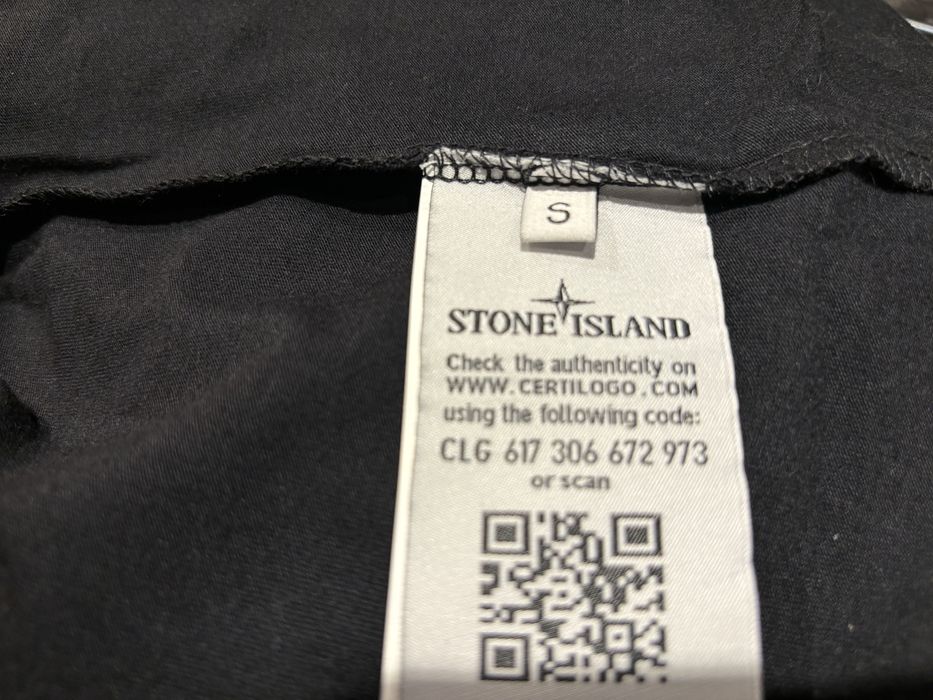 S
STONE ISLAND
Check the authenticity on
WWW.CERTILOGO.COM
using the following code:
CLG 617 306 672 973
or scan